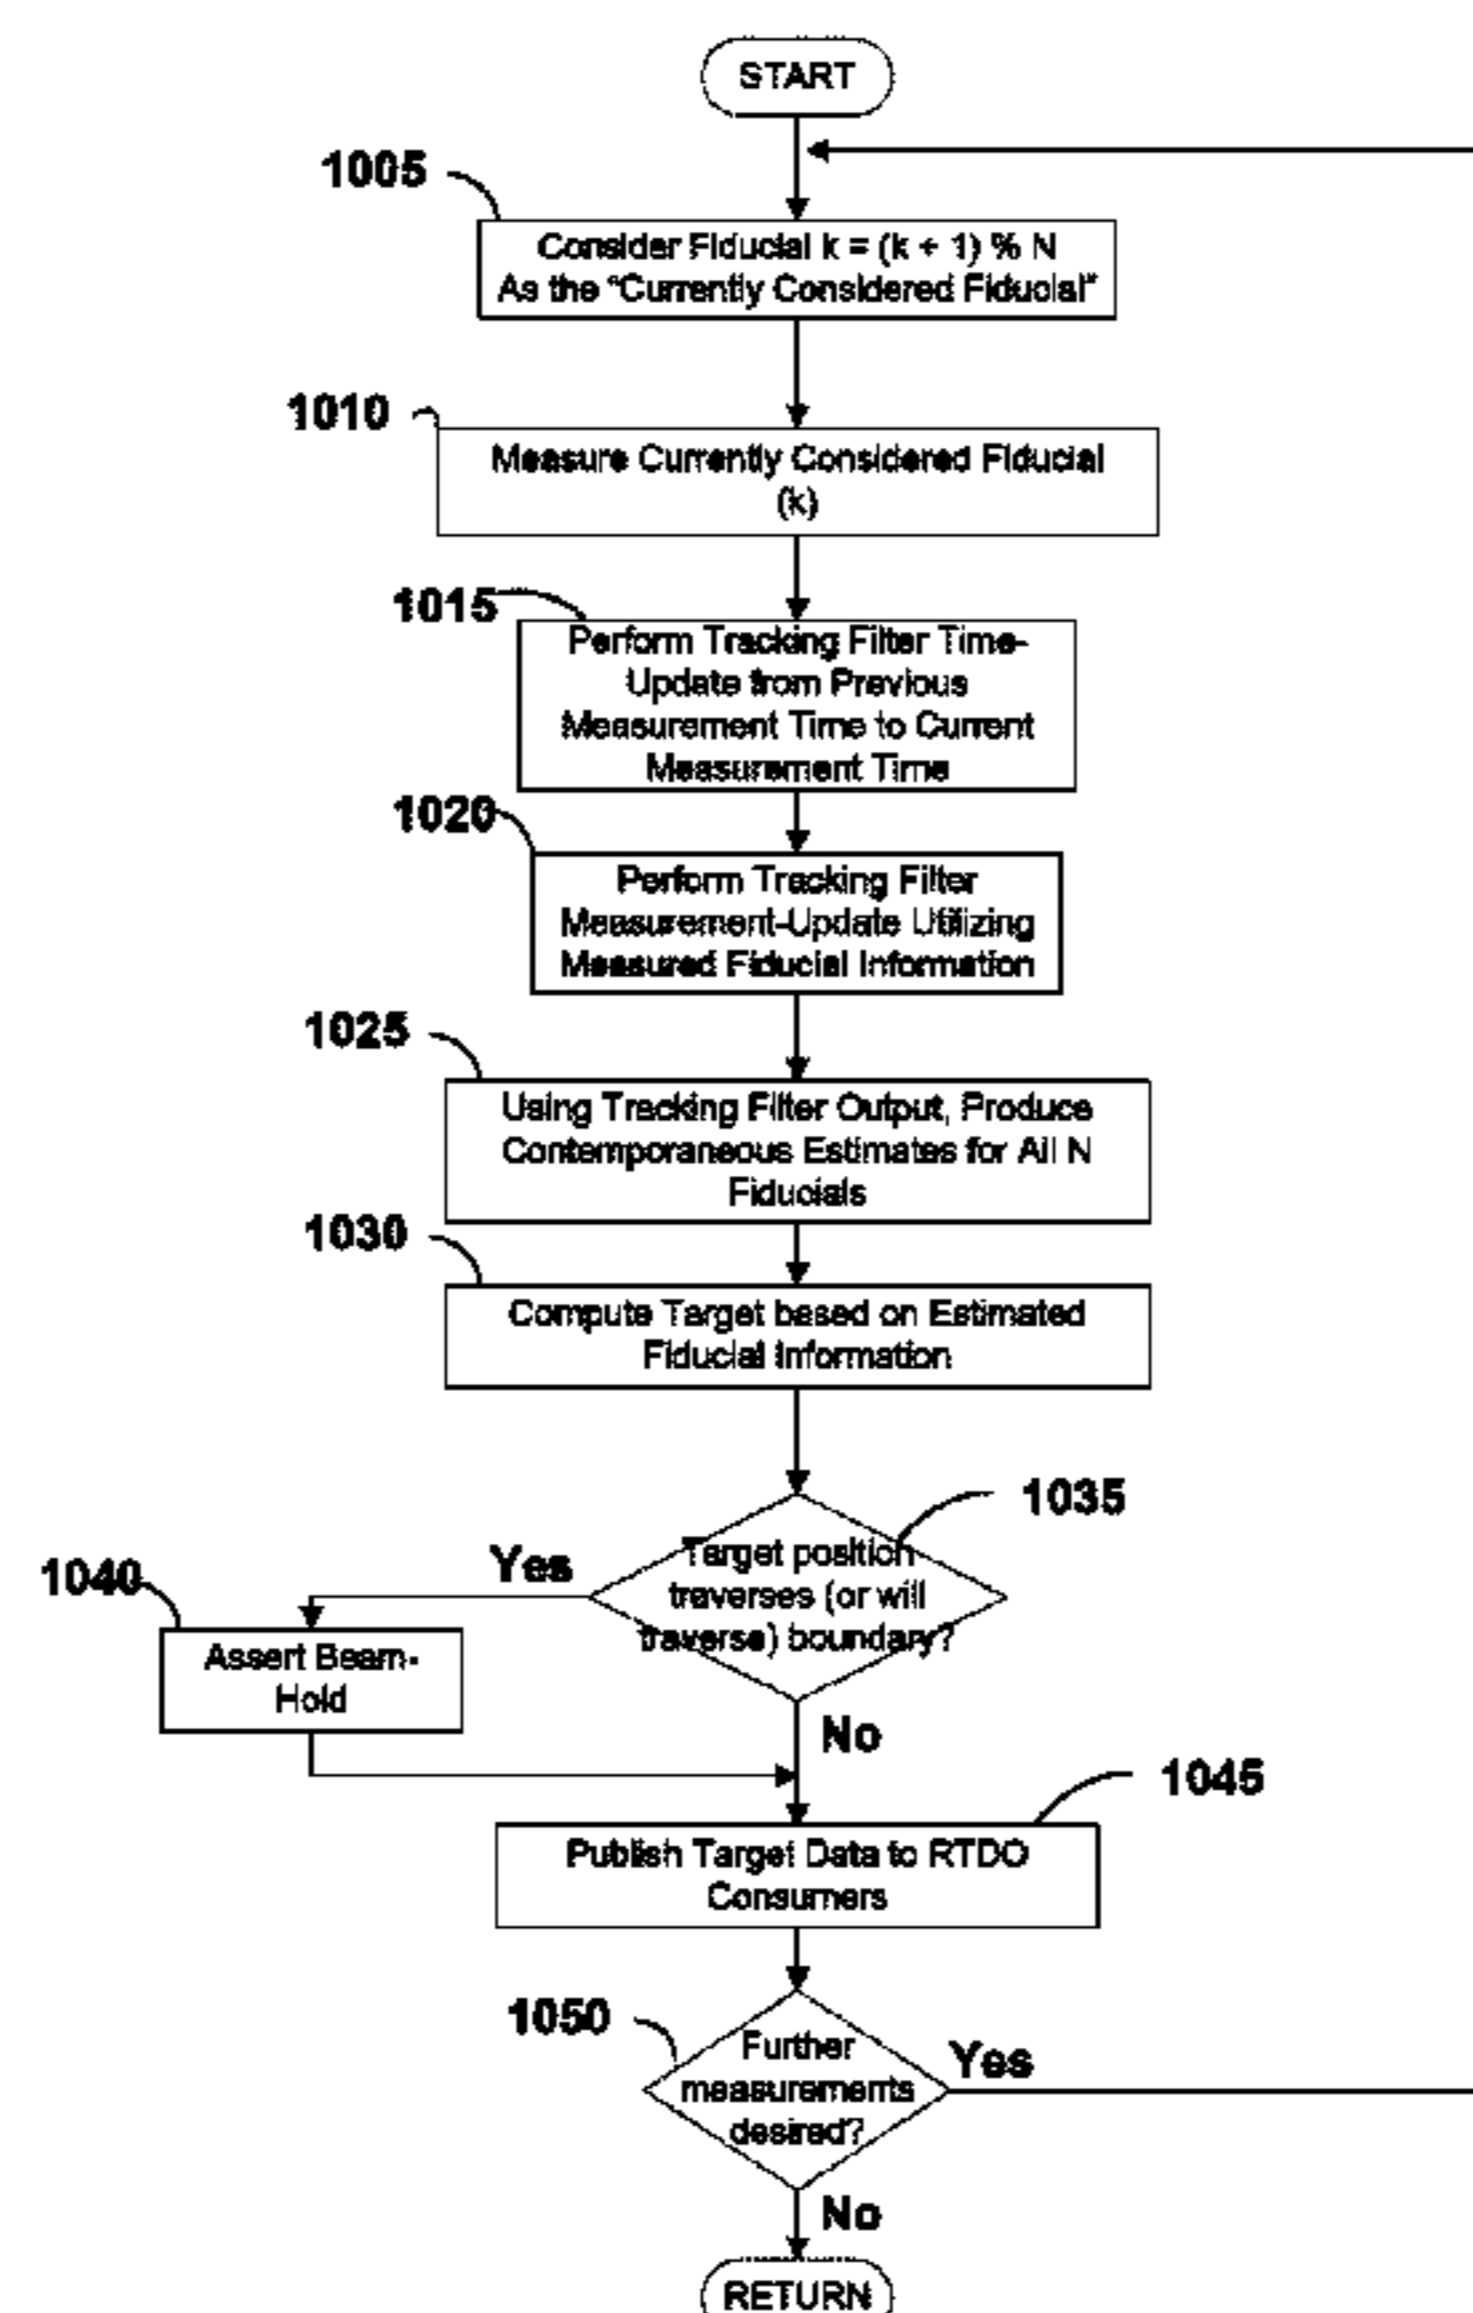 START
1005
Consider Fiducial k = (k + 1) % N
As the "Currently Considered Fiducial"
1010
Measure Currently Considered Fiducial
(k)
1015
Perform Tracking Filter Time-
Update from Previous
Measurement Time to Current
Measurement Time
1020
Perform Tracking Filter
Measurement-Update Utilizing
Measured Fiducial Information
1025
Using Tracking Filter Output, Produce
Contemporaneous Estimates for All N
Fiducials
1030
Compute Target based on Estimated
Fiducial Information
1035
Target position
traverses (or will
traverse) boundary?
Yes
1040
Assert Beam-
Hold
No
1045
Publish Target Data to RTDO
Consumers
1050
Further
measurements
desired?
Yes
No
RETURN